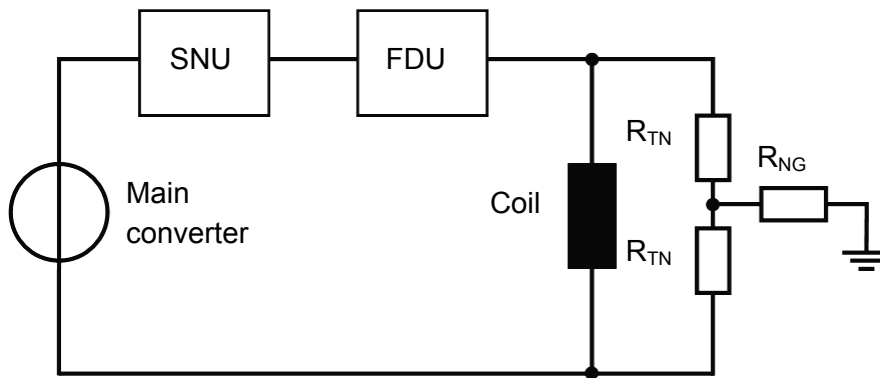 SNU
FDU
R_TN
R_NG
Main
converter
Coil
R_TN